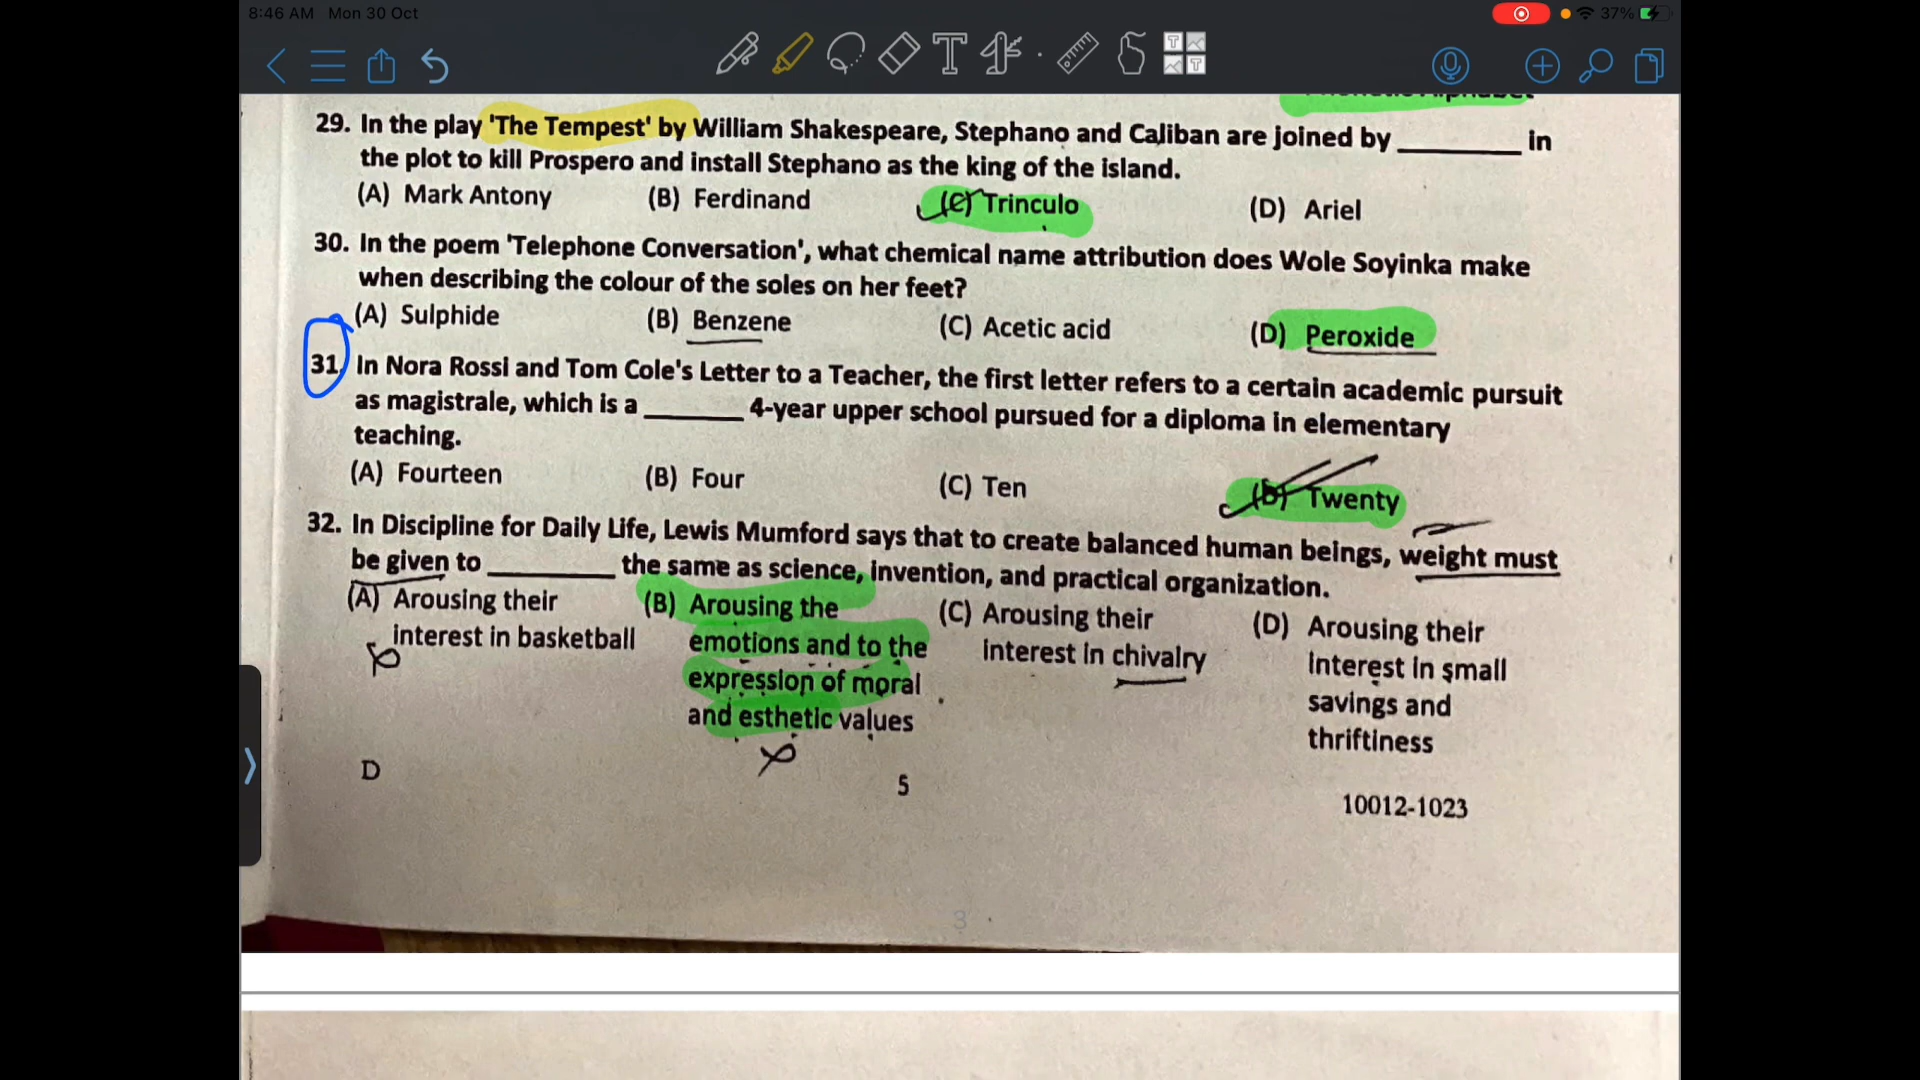 8:46 AM Mon 30 Oct
37%
29. In the play 'The Tempest' by William Shakespeare, Stephano and Caliban are joined by ________ in
the plot to kill Prospero and install Stephano as the king of the island.
(A) Mark Antony (B) Ferdinand (C) Trinculo (D) Ariel
30. In the poem 'Telephone Conversation', what chemical name attribution does Wole Soyinka make
when describing the colour of the soles on her feet?
(A) Sulphide (B) Benzene (C) Acetic acid (D) Peroxide
31. In Nora Rossi and Tom Cole's Letter to a Teacher, the first letter refers to a certain academic pursuit
as magistrale, which is a ________ 4-year upper school pursued for a diploma in elementary
teaching.
(A) Fourteen (B) Four (C) Ten (D) Twenty
32. In Discipline for Daily Life, Lewis Mumford says that to create balanced human beings, weight must
be given to ________ the same as science, invention, and practical organization.
(A) Arousing their (B) Arousing the (C) Arousing their (D) Arousing their
interest in basketball emotions and to the interest in chivalry interest in small
expression of moral savings and
and esthetic values thriftiness
D 5 10012-1023
3